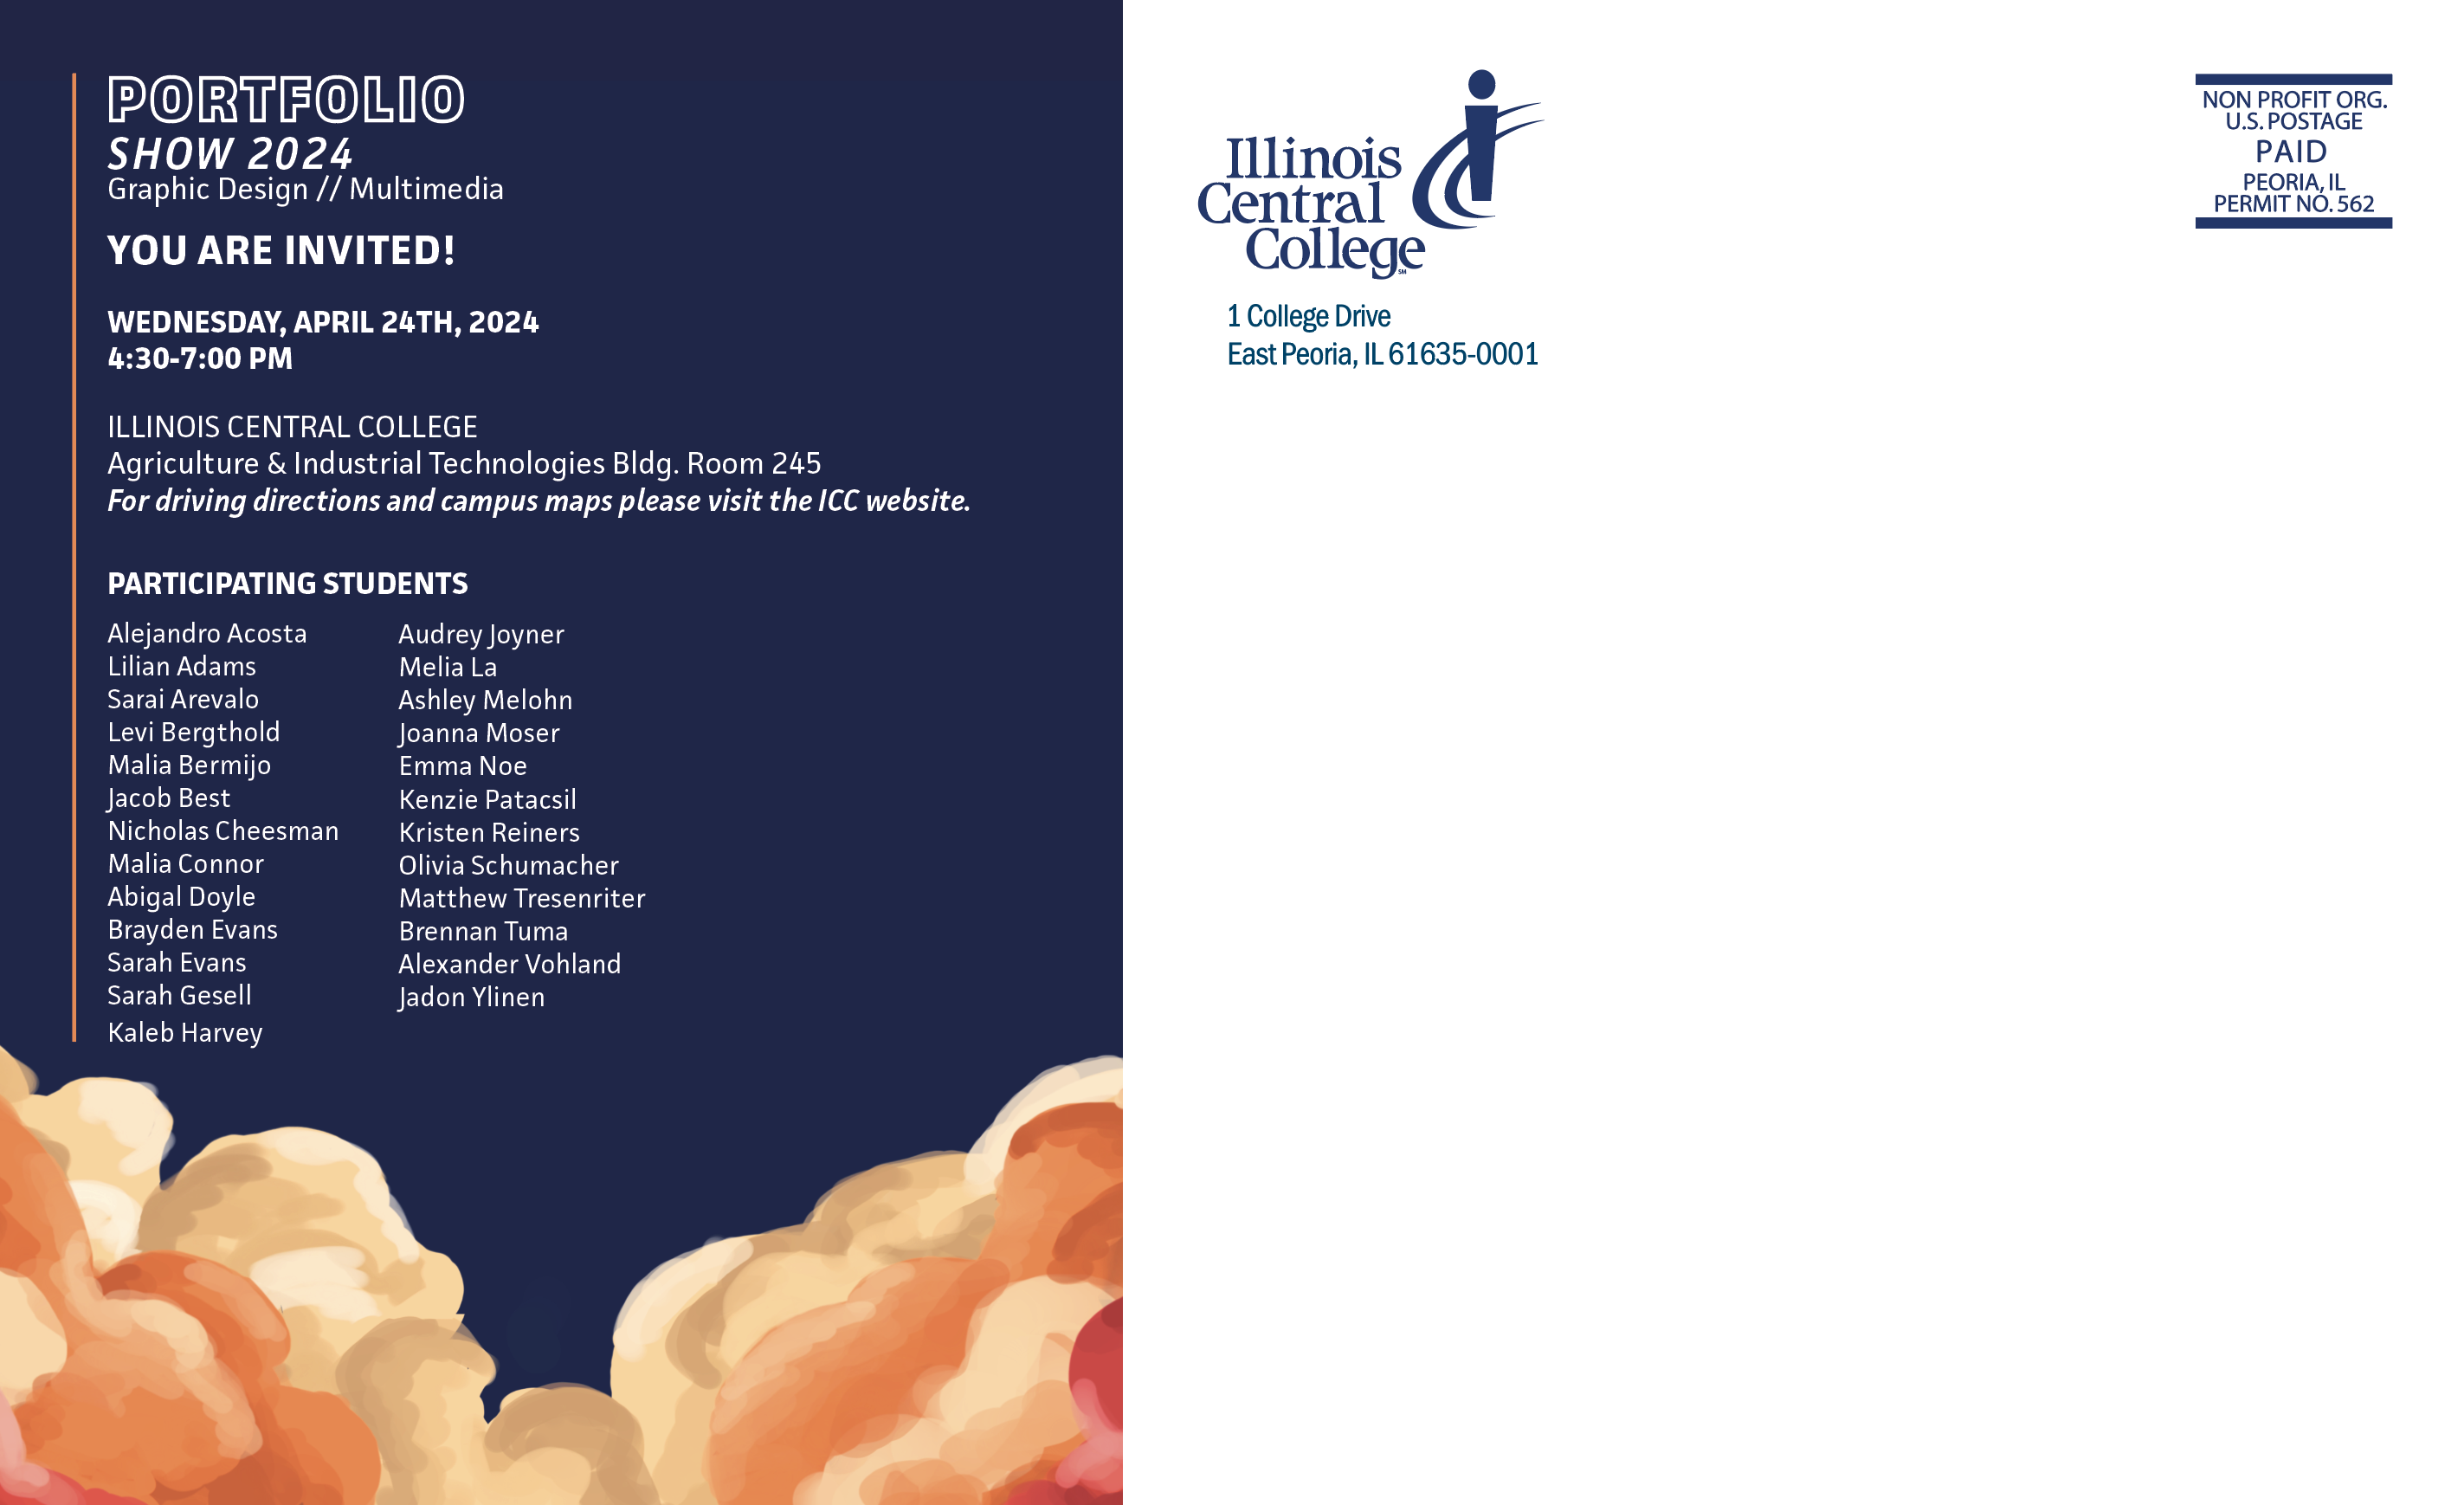 PORTFOLIO
SHOW 2024
Graphic Design // Multimedia
YOU ARE INVITED!
WEDNESDAY, APRIL 24TH, 2024
4:30-7:00 PM
ILLINOIS CENTRAL COLLEGE
Agriculture & Industrial Technologies Bldg. Room 245
For driving directions and campus maps please visit the ICC website.
PARTICIPATING STUDENTS
Alejandro Acosta
Lilian Adams
Sarai Arevalo
Levi Bergthold
Malia Bermijo
Jacob Best
Nicholas Cheesman
Malia Connor
Abigal Doyle
Brayden Evans
Sarah Evans
Sarah Gesell
Kaleb Harvey
Audrey Joyner
Melia La
Ashley Melohn
Joanna Moser
Emma Noe
Kenzie Patacsil
Kristen Reiners
Olivia Schumacher
Matthew Tresenriter
Brennan Tuma
Alexander Vohland
Jadon Ylinen
Illinois
Central
College SM
1 College Drive
East Peoria, IL 61635-0001
NON PROFIT ORG.
U.S. POSTAGE
PAID
PEORIA, IL
PERMIT NO. 562